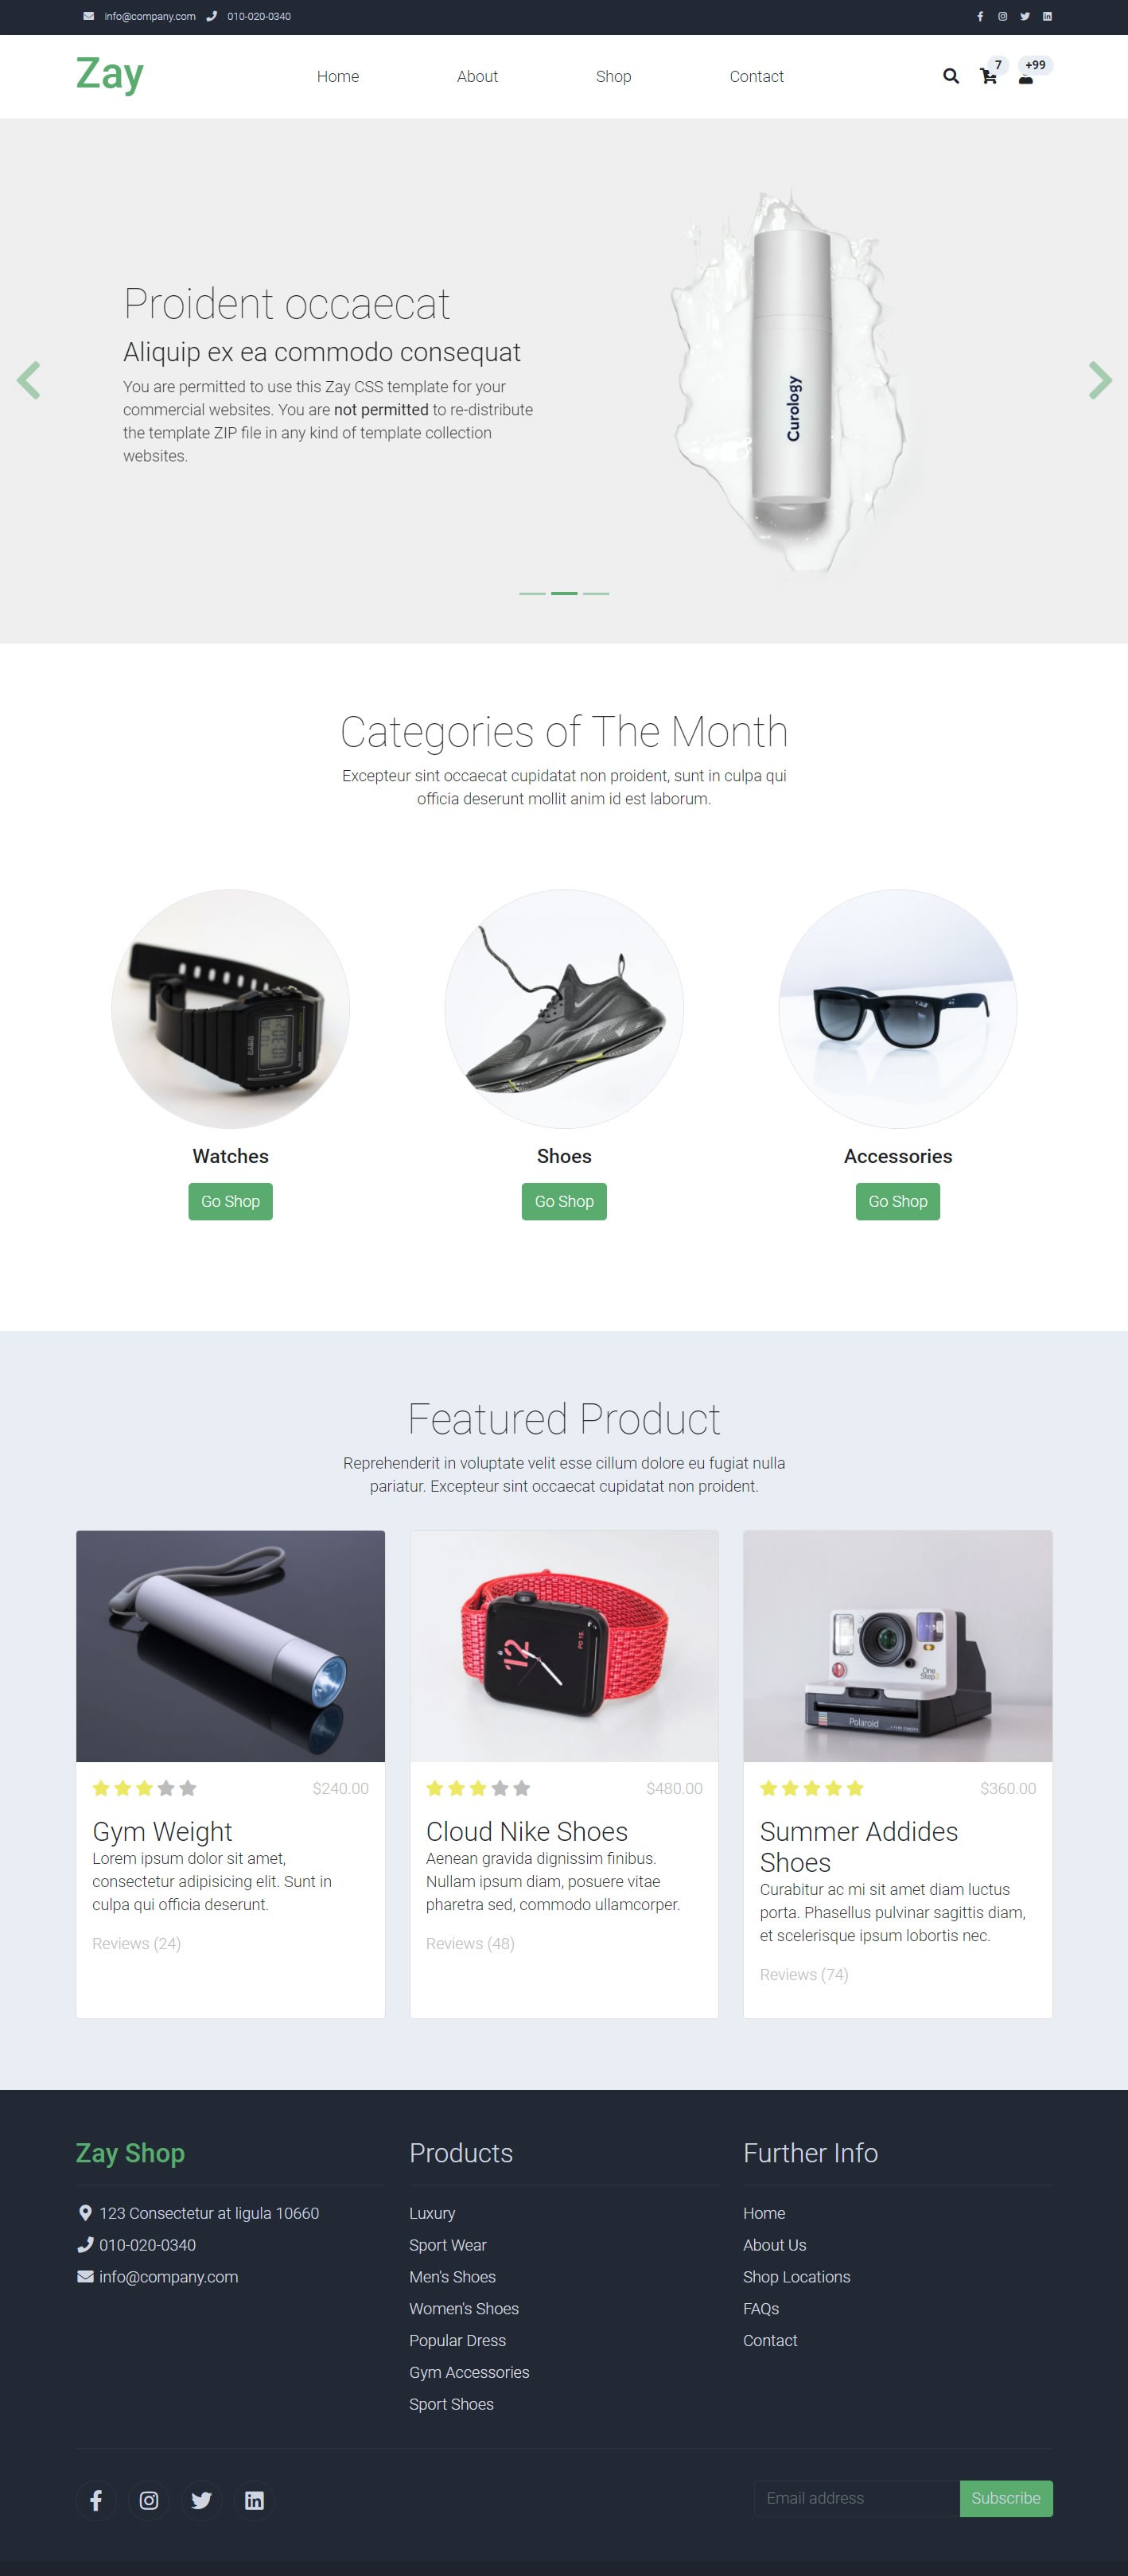 info@company.com 010-020-0340
Zay
Home About Shop Contact
7 +99
Proident occaecat
Aliquip ex ea commodo consequat
You are permitted to use this Zay CSS template for your
commercial websites. You are not permitted to re-distribute
the template ZIP file in any kind of template collection
websites.
Curology
Categories of The Month
Excepteur sint occaecat cupidatat non proident, sunt in culpa qui
officia deserunt mollit anim id est laborum.
Watches
Go Shop
Shoes
Go Shop
Accessories
Go Shop
Featured Product
Reprehenderit in voluptate velit esse cillum dolore eu fugiat nulla
pariatur. Excepteur sint occaecat cupidatat non proident.
$240.00
Gym Weight
Lorem ipsum dolor sit amet,
consectetur adipisicing elit. Sunt in
culpa qui officia deserunt.
Reviews (24)
12
$480.00
Cloud Nike Shoes
Aenean gravida dignissim finibus.
Nullam ipsum diam, posuere vitae
pharetra sed, commodo ullamcorper.
Reviews (48)
One
Step2
Polaroid
$360.00
Summer Addides
Shoes
Curabitur ac mi sit amet diam luctus
porta. Phasellus pulvinar sagittis diam,
et scelerisque ipsum lobortis nec.
Reviews (74)
Zay Shop
123 Consectetur at ligula 10660
010-020-0340
info@company.com
Products
Luxury
Sport Wear
Men's Shoes
Women's Shoes
Popular Dress
Gym Accessories
Sport Shoes
Further Info
Home
About Us
Shop Locations
FAQs
Contact
Email address Subscribe